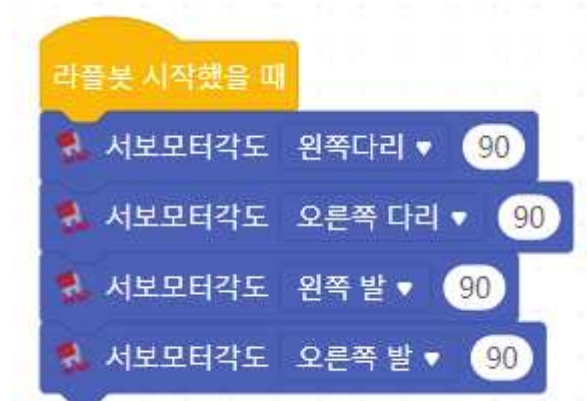 라플봇 시작했을 때
서보모터각도 왼쪽다리 ▼ 90
서보모터각도 오른쪽 다리 ▼ 90
서보모터각도 왼쪽 발 ▼ 90
서보모터각도 오른쪽 발 ▼ 90